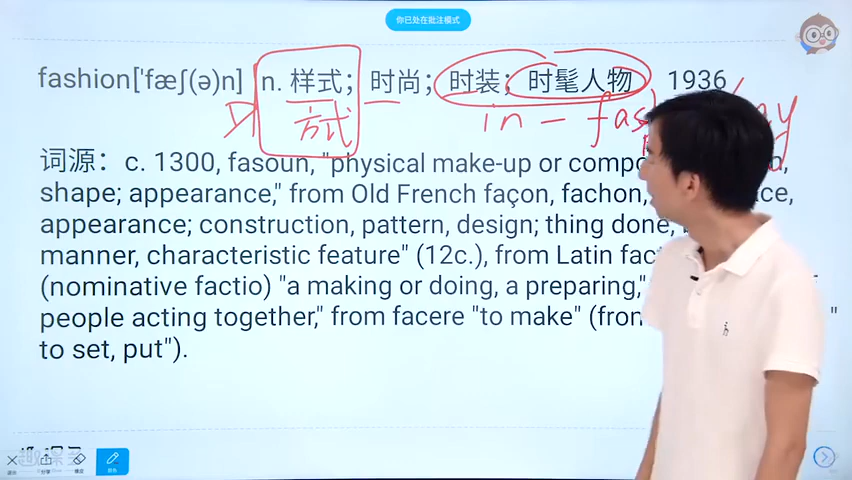 你已处在批注模式
fashion['fæʃ(ə)n] n. 样式；时尚；时装；时髦人物 1936
方式 in - fas
词源：c. 1300, fasoun, "physical make-up or
shape; appearance," from Old French façon, fachon,
appearance; construction, pattern, design; thing done,
manner, characteristic feature" (12c.), from Latin
(nominative factio) "a making or doing, a preparing,"
people acting together," from facere "to make"
to set, put").